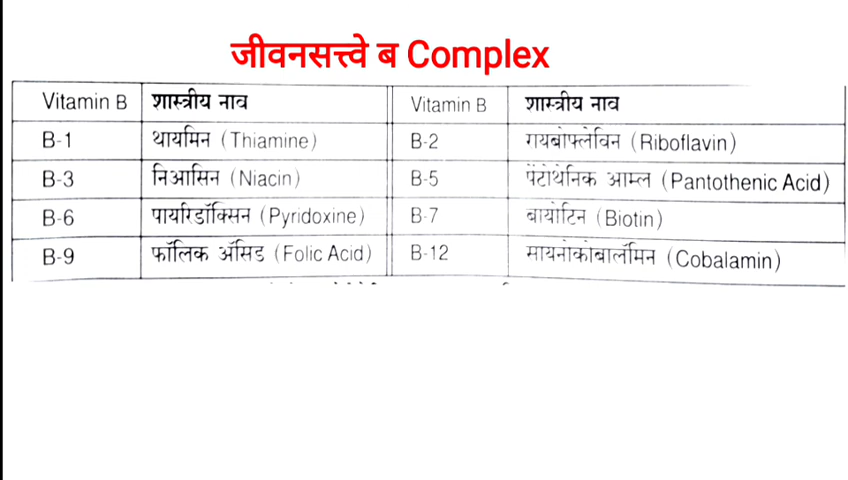 जीवनसत्त्वे ब Complex
Vitamin B शास्त्रीय नाव Vitamin B शास्त्रीय नाव
B-1 थायमिन (Thiamine) B-2 रायबोफ्लेविन (Riboflavin)
B-3 निआसिन (Niacin) B-5 पेंटोथेनिक आम्ल (Pantothenic Acid)
B-6 पायरिडॉक्सिन (Pyridoxine) B-7 बायोटिन (Biotin)
B-9 फॉलिक ॲसिड (Folic Acid) B-12 सायनोकोबालॅमिन (Cobalamin)